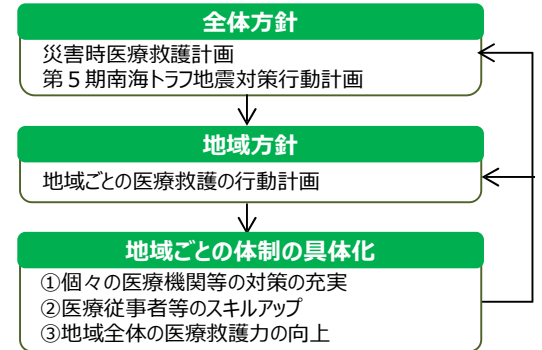 全体方針
災害時医療救護計画
第５期南海トラフ地震対策行動計画
地域方針
地域ごとの医療救護の行動計画
地域ごとの体制の具体化
①個々の医療機関等の対策の充実
②医療従事者等のスキルアップ
③地域全体の医療救護力の向上